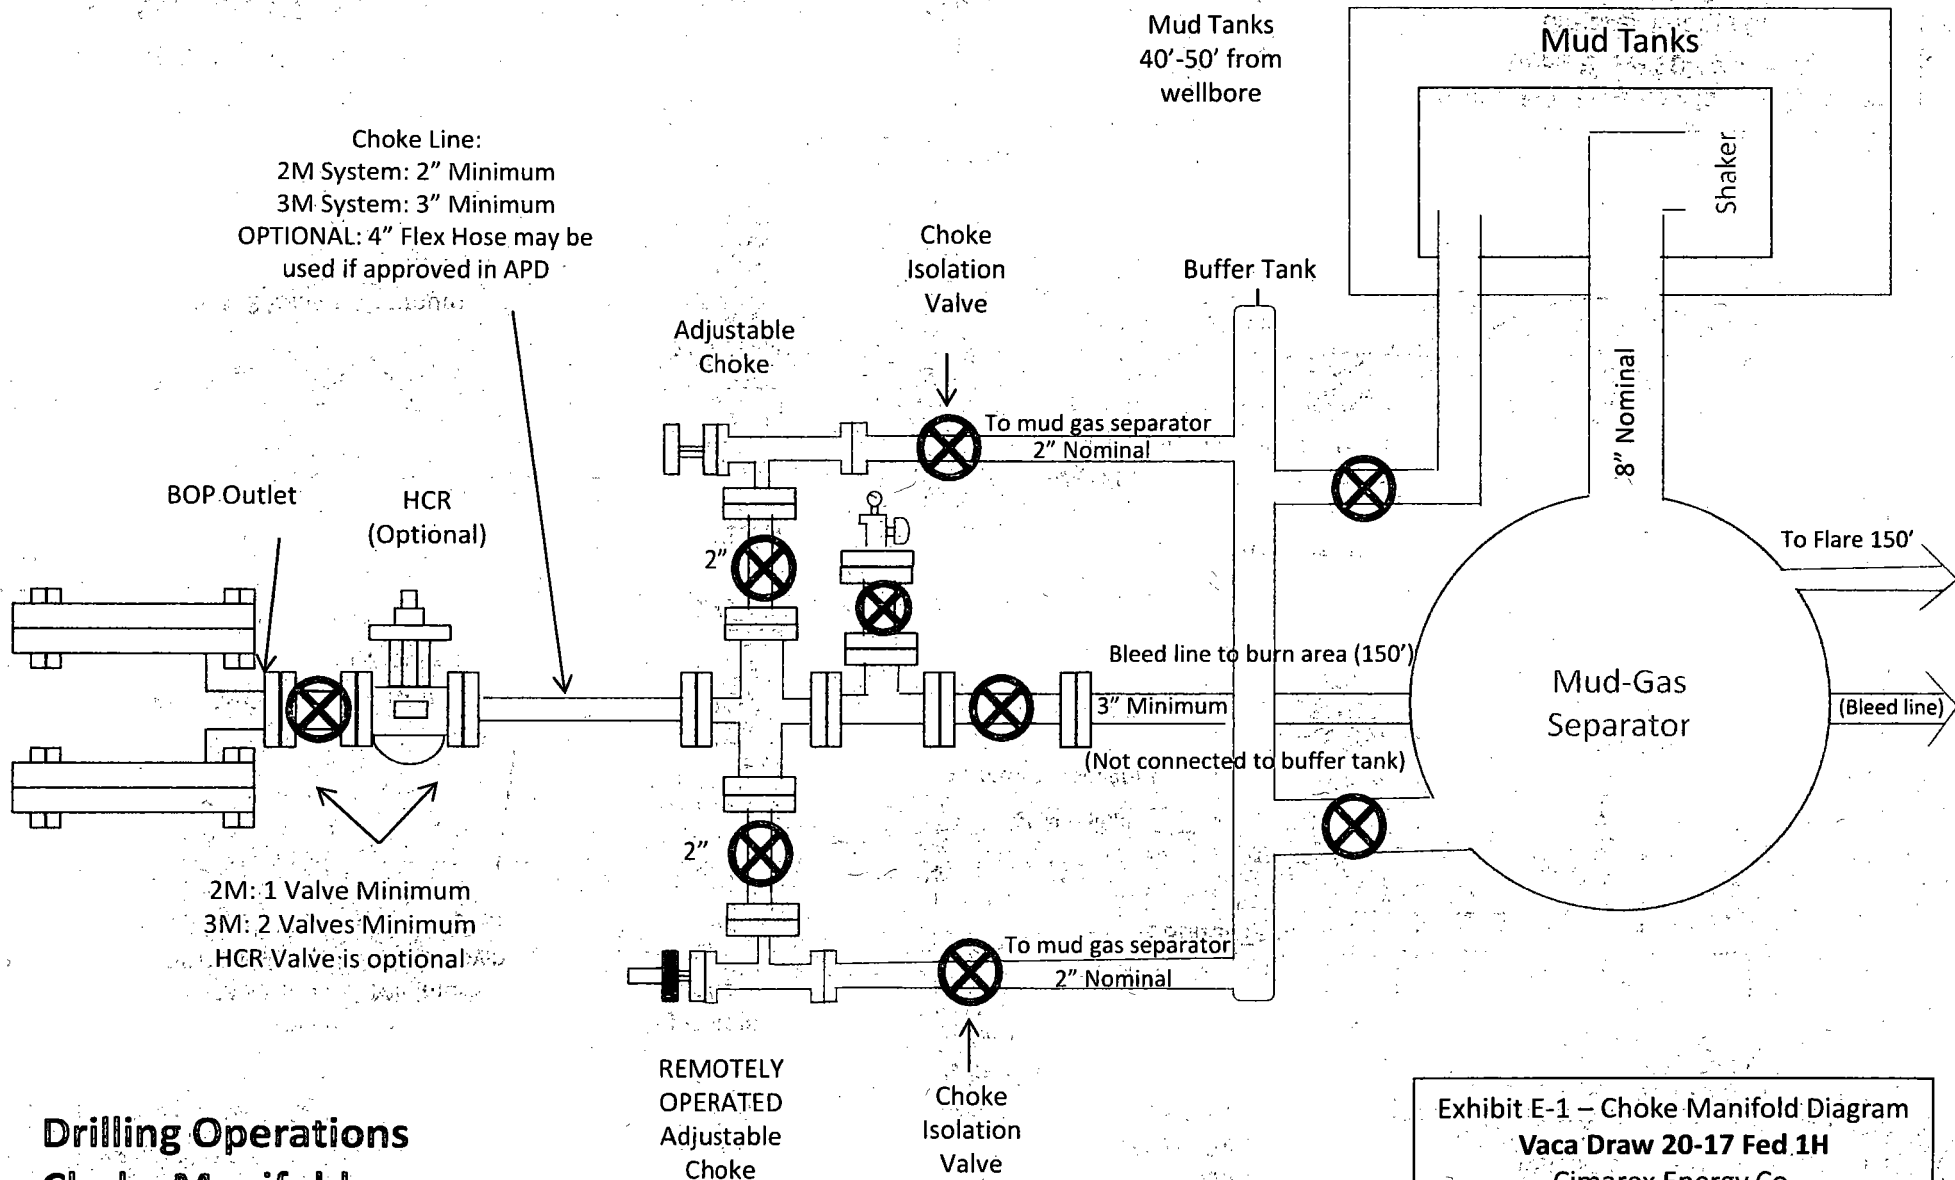 Mud Tanks
40'-50' from
wellbore
Mud Tanks
Shaker
Choke Line:
2M System: 2" Minimum
3M System: 3" Minimum
OPTIONAL: 4" Flex Hose may be
used if approved in APD
Choke
Isolation
Valve
Buffer Tank
Adjustable
Choke
8" Nominal
To mud gas separator
2" Nominal
BOP Outlet
HCR
(Optional)
2"
To Flare 150'
Bleed line to burn area (150')
3" Minimum
(Not connected to buffer tank)
Mud-Gas
Separator
(Bleed line)
2"
2M: 1 Valve Minimum
3M: 2 Valves Minimum
HCR Valve is optional
To mud gas separator
2" Nominal
REMOTELY
OPERATED
Adjustable
Choke
Choke
Isolation
Valve
Drilling Operations
Choke Manifold
Exhibit E-1 – Choke Manifold Diagram
Vaca Draw 20-17 Fed 1H
Cimarex Energy Co.